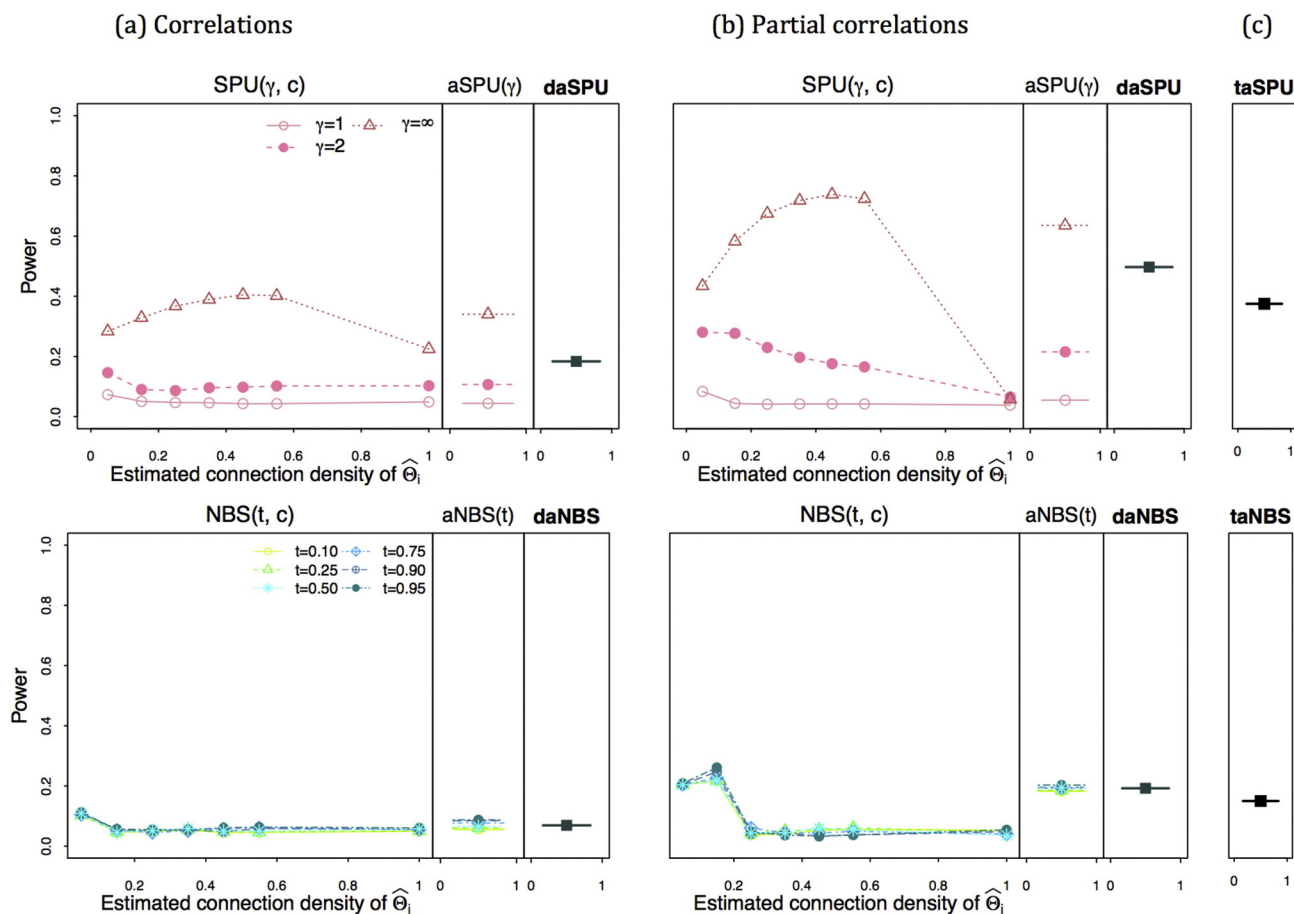 (a) Correlations
(b) Partial correlations
(c)
SPU(γ, c)
aSPU(γ)
daSPU
SPU(γ, c)
aSPU(γ)
daSPU
taSPU
Power
0.0 0.2 0.4 0.6 0.8 1.0
γ=1 γ=∞
γ=2
0 0.2 0.4 0.6 0.8 1 0 1 0 1
0 0.2 0.4 0.6 0.8 1 0 1 0 1
0 1
Estimated connection density of Θ̂ᵢ
Estimated connection density of Θ̂ᵢ
NBS(t, c)
aNBS(t)
daNBS
NBS(t, c)
aNBS(t)
daNBS
taNBS
Power
0.0 0.2 0.4 0.6 0.8 1.0
t=0.10 t=0.75
t=0.25 t=0.90
t=0.50 t=0.95
0.2 0.4 0.6 0.8 1 0 1 0 1
0.2 0.4 0.6 0.8 1 0 1 0 1
0 1
Estimated connection density of Θ̂ᵢ
Estimated connection density of Θ̂ᵢ